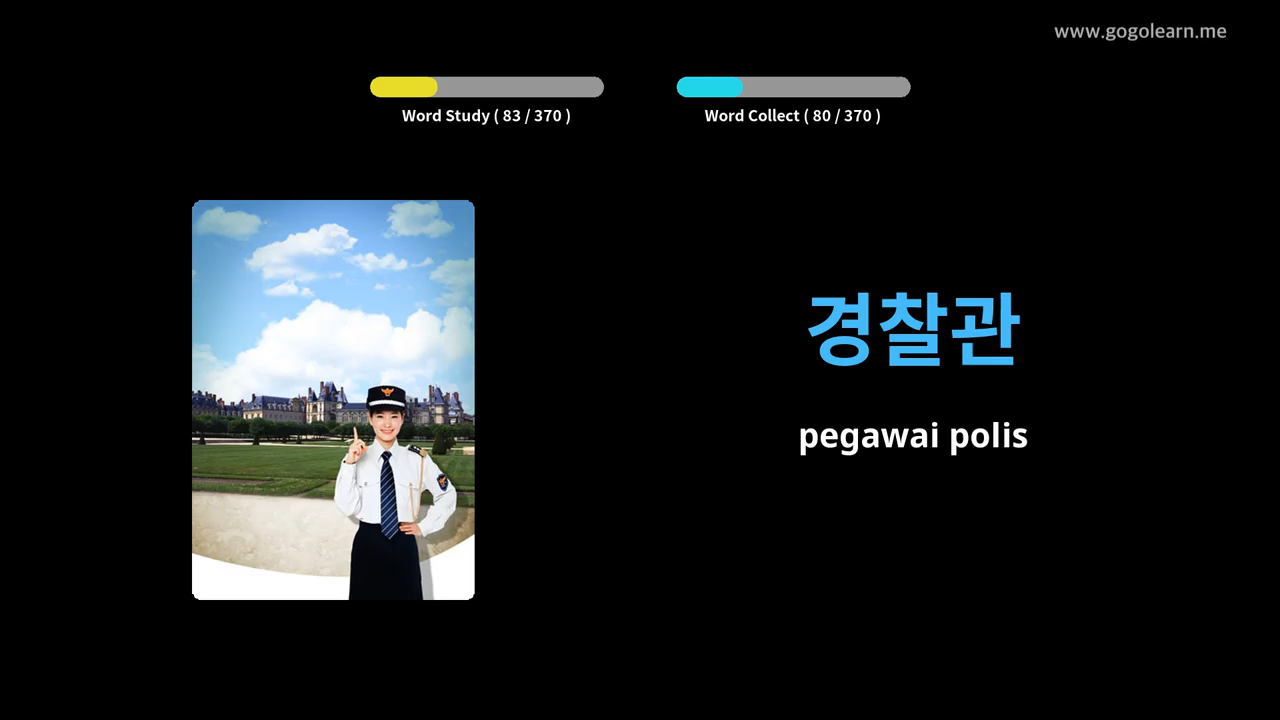 www.gogolearn.me
Word Study ( 83 / 370 )
Word Collect ( 80 / 370 )
경찰관
pegawai polis